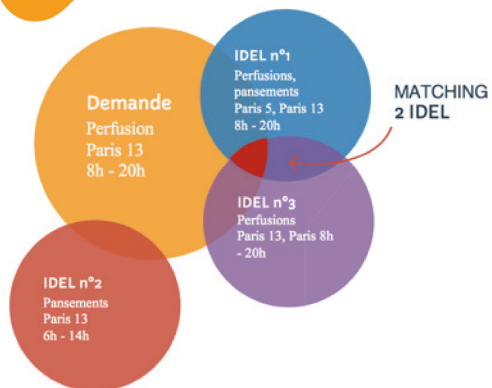 Demande
Perfusion
Paris 13
8h - 20h
IDEL n°1
Perfusions,
pansements
Paris 5, Paris 13
8h - 20h
MATCHING
2 IDEL
IDEL n°3
Perfusions
Paris 13, Paris 8h
- 20h
IDEL n°2
Pansements
Paris 13
6h - 14h